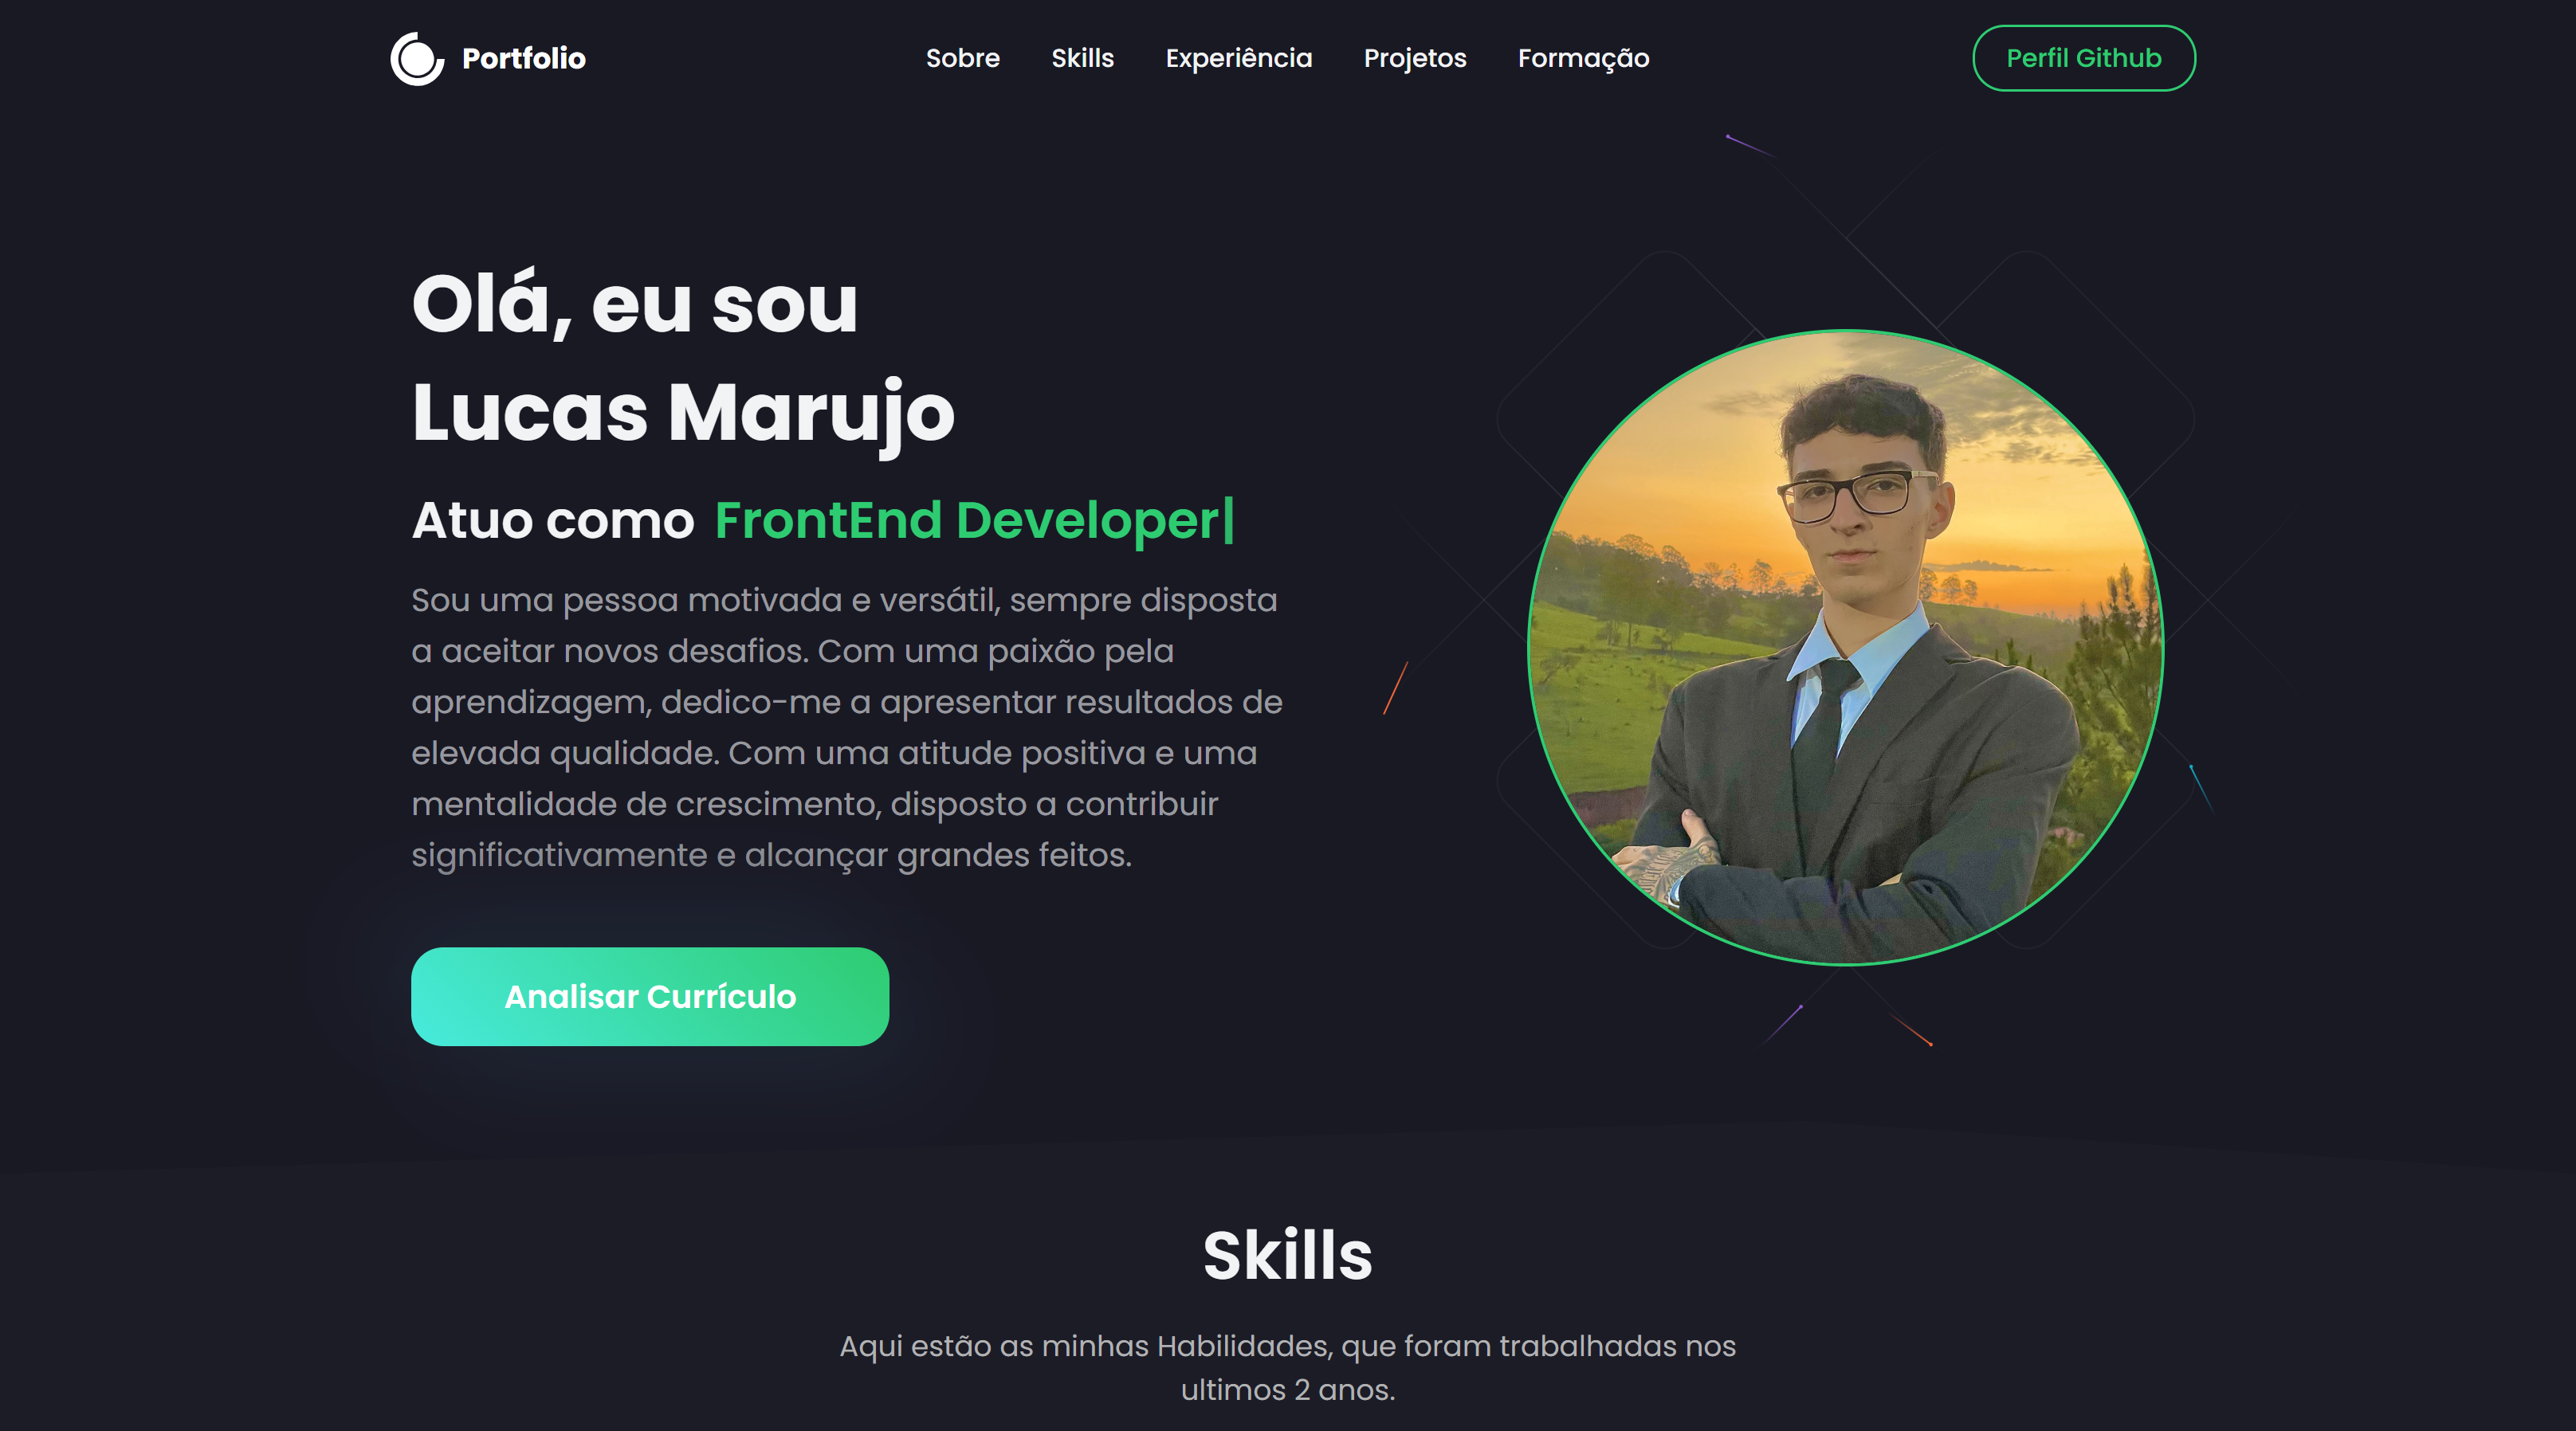 Portfolio
Sobre Skills Experiência Projetos Formação
Perfil Github
Olá, eu sou
Lucas Marujo
Atuo como FrontEnd Developer|
Sou uma pessoa motivada e versátil, sempre disposta
a aceitar novos desafios. Com uma paixão pela
aprendizagem, dedico-me a apresentar resultados de
elevada qualidade. Com uma atitude positiva e uma
mentalidade de crescimento, disposto a contribuir
significativamente e alcançar grandes feitos.
Analisar Currículo
Skills
Aqui estão as minhas Habilidades, que foram trabalhadas nos
ultimos 2 anos.